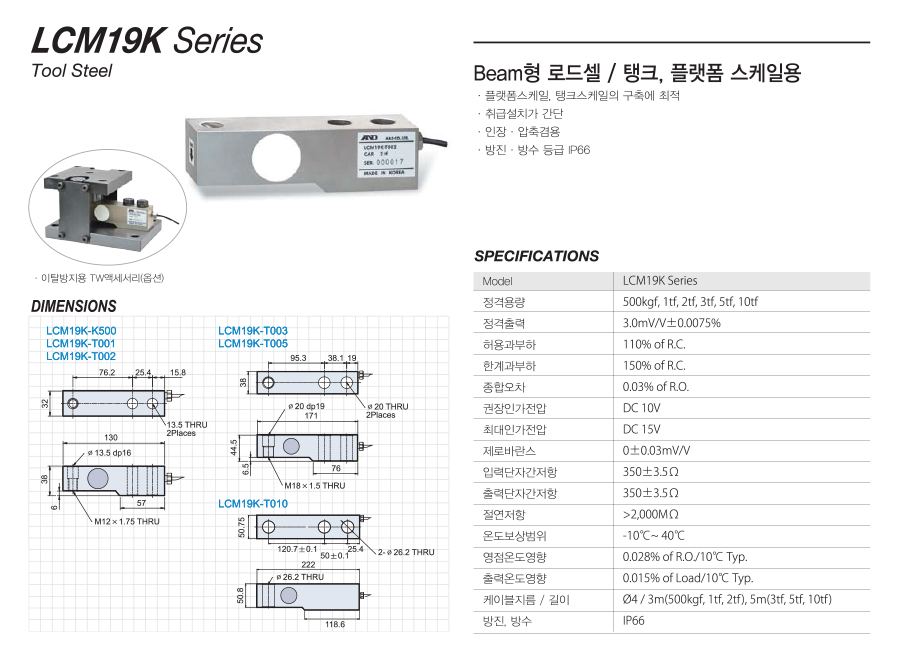 LCM19K Series
Tool Steel
Beam형 로드셀 / 탱크, 플랫폼 스케일용
· 플랫폼스케일, 탱크스케일의 구축에 최적
· 취급설치가 간단
· 인장 · 압축겸용
· 방진 · 방수 등급 IP66
AND A&D CO., LTD.
LCM19K-T002
CAP. 2 tf
SER. 000017
MADE IN KOREA
· 이탈방지용 TW액세서리(옵션)
DIMENSIONS
LCM19K-K500
LCM19K-T001
LCM19K-T002
76.2 25.4 15.8
32
13.5 THRU
2Places
130
ø 13.5 dp16
38
6
57
M12×1.75 THRU
LCM19K-T003
LCM19K-T005
95.3 38.1 19
38
ø 20 dp19
ø 20 THRU
2Places
171
44.5
6.5
76
M18×1.5 THRU
LCM19K-T010
50.75
120.7±0.1
50±0.1
25.4
2- ø 26.2 THRU
222
ø 26.2 THRU
50.8
118.6
SPECIFICATIONS
Model LCM19K Series
정격용량 500kgf, 1tf, 2tf, 3tf, 5tf, 10tf
정격출력 3.0mV/V±0.0075%
허용과부하 110% of R.C.
한계과부하 150% of R.C.
종합오차 0.03% of R.O.
권장인가전압 DC 10V
최대인가전압 DC 15V
제로바란스 0±0.03mV/V
입력단자간저항 350±3.5Ω
출력단자간저항 350±3.5Ω
절연저항 >2,000MΩ
온도보상범위 -10℃~ 40℃
영점온도영향 0.028% of R.O./10℃ Typ.
출력온도영향 0.015% of Load/10℃ Typ.
케이블지름 / 길이 Ø4 / 3m(500kgf, 1tf, 2tf), 5m(3tf, 5tf, 10tf)
방진, 방수 IP66